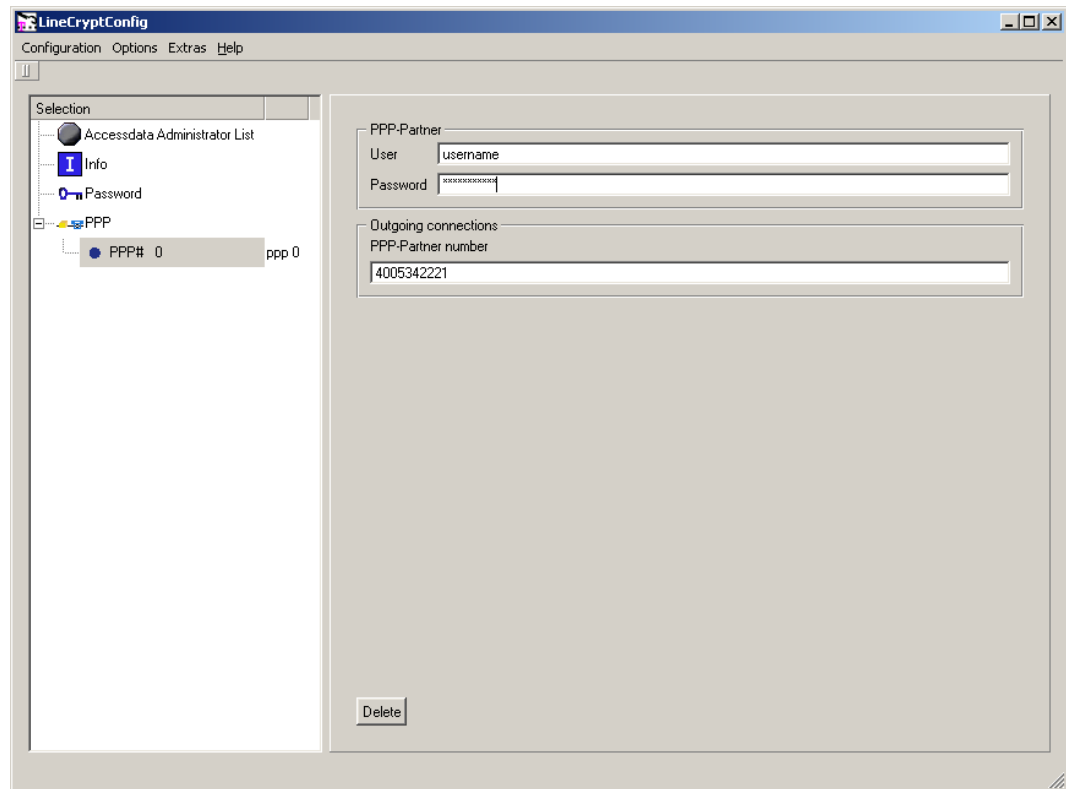 LineCryptConfig
Configuration Options Extras Help
Selection
Accessdata Administrator List
I Info
Password
PPP
PPP# 0 ppp 0
PPP-Partner
User username
Password ***********
Outgoing connections
PPP-Partner number
4005342221
Delete